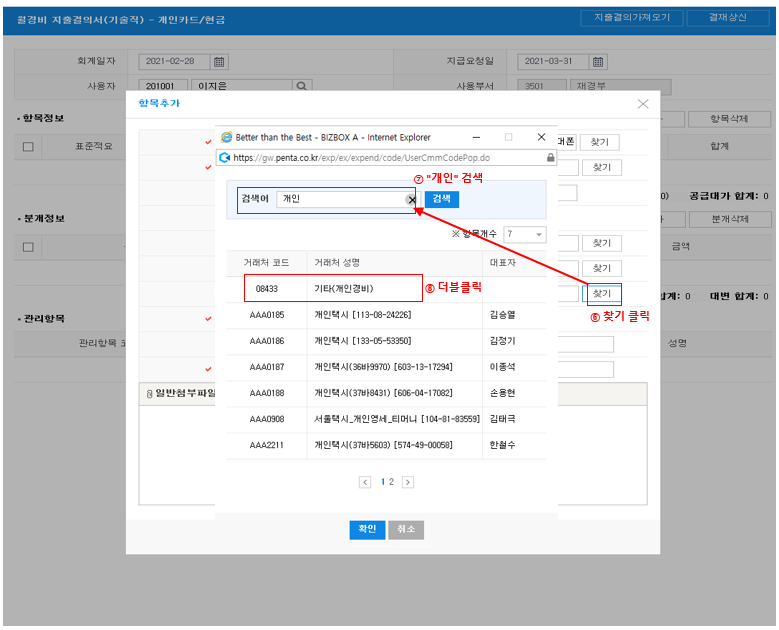 월경비 지출결의서(기술직) - 개인카드/현금
지출결의가져오기
결재상신
회계일자 2021-02-28 지급요청일 2021-03-31
사용자 201001 이지은 사용부서 3501 재경부
항목추가
• 항목정보 항목삭제
표준적요 합계
공급대가 합계: 0
• 분개정보 분개삭제
금액
대변 합계: 0
• 관리항목
관리항목 성명
찾기
찾기
찾기
찾기
찾기
⑥ 찾기 클릭
Better than the Best - BIZBOX A - Internet Explorer
https://gw.penta.co.kr/exp/ex/expend/code/UserCmmCodePop.do
⑦ "개인" 검색
검색어 개인 검색
※ 항목개수 7
거래처 코드 거래처 성명 대표자
08433 기타(개인경비)
⑧ 더블클릭
AAA0185 개인택시 [113-08-24226] 김승열
AAA0186 개인택시 [133-05-53350] 김정기
AAA0187 개인택시(36바9970) [603-13-17294] 이종석
AAA0188 개인택시(37바8431) [606-04-17082] 손용현
AAA0908 서울택시_개인영세_티머니 [104-81-83559] 김태극
AAA2211 개인택시(37바5603) [574-49-00058] 한철수
< 1 2 >
일반첨부파일
확인 취소